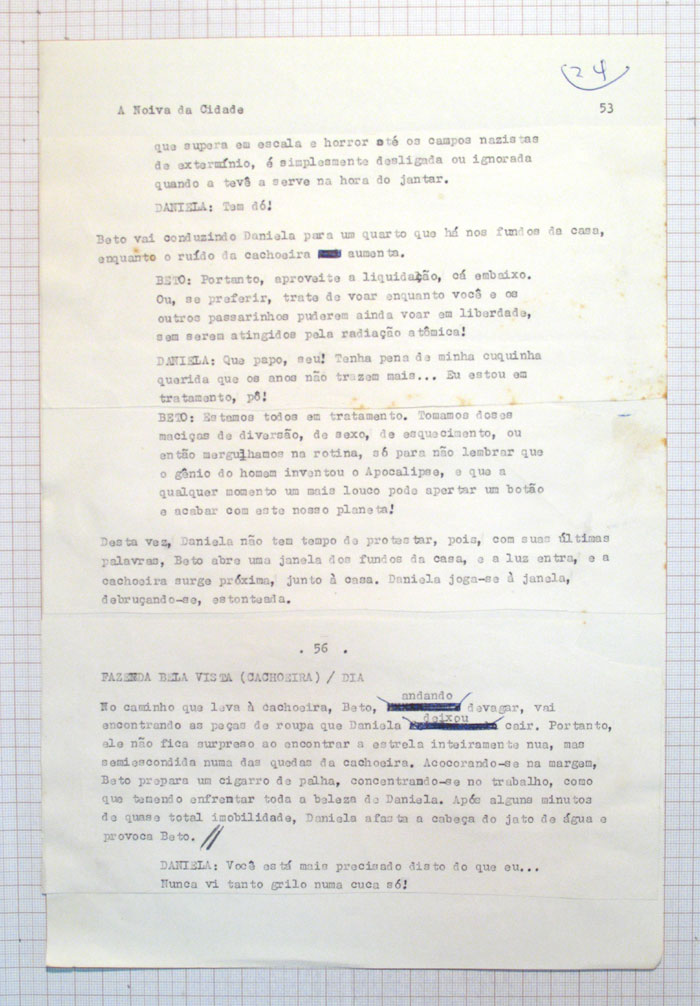 24
A Noiva da Cidade
53
que supera em escala e horror até os campos nazistas
de extermínio, é simplesmente desligada ou ignorada
quando a tevê a serve na hora do jantar.
DANIELA: Tem dó!
Beto vai conduzindo Daniela para um quarto que há nos fundos da casa,
enquanto o ruído da cachoeira aumenta.
BETO: Portanto, aproveite a liquidação, cá embaixo.
Ou, se preferir, trate de voar enquanto você e os
outros passarinhos puderem ainda voar em liberdade,
sem serem atingidos pela radiação atômica!
DANIELA: Que papo, seu! Tenha pena de minha cuquinha
querida que os anos não trazem mais... Eu estou em
tratamento, pô!
BETO: Estamos todos em tratamento. Tomamos doses
maciças de diversão, de sexo, de esquecimento, ou
então mergulhamos na rotina, só para não lembrar que
o gênio do homem inventou o Apocalipse, e que a
qualquer momento um mais louco pode apertar um botão
e acabar com este nosso planeta!
Desta vez, Daniela não tem tempo de protestar, pois, com suas últimas
palavras, Beto abre uma janela dos fundos da casa, e a luz entra, e a
cachoeira surge próxima, junto à casa. Daniela joga-se à janela,
debruçando-se, estonteada.
. 56 .
FAZENDA BELA VISTA (CACHOEIRA) / DIA
No caminho que leva à cachoeira, Beto, andando devagar, vai
encontrando as peças de roupa que Daniela deixou cair. Portanto,
ele não fica surpreso ao encontrar a estrela inteiramente nua, mas
semiescondida numa das quedas da cachoeira. Acocorando-se na margem,
Beto prepara um cigarro de palha, concentrando-se no trabalho, como
que temendo enfrentar toda a beleza de Daniela. Após alguns minutos
de quase total imobilidade, Daniela afasta a cabeça do jato de água e
provoca Beto. //
DANIELA: Você está mais precisado disto do que eu...
Nunca vi tanto grilo numa cuca só!